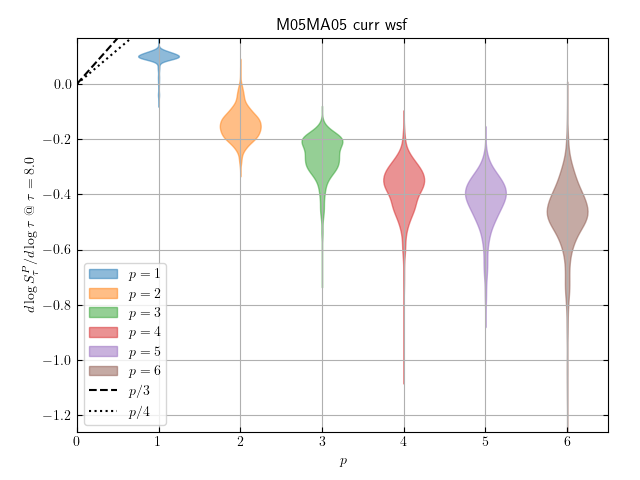 M05MA05 curr wsf
d log S_τ^P / d log τ @ τ = 8.0
0.0
−0.2
−0.4
−0.6
−0.8
−1.0
−1.2
p = 1
p = 2
p = 3
p = 4
p = 5
p = 6
p/3
p/4
0 1 2 3 4 5 6
p